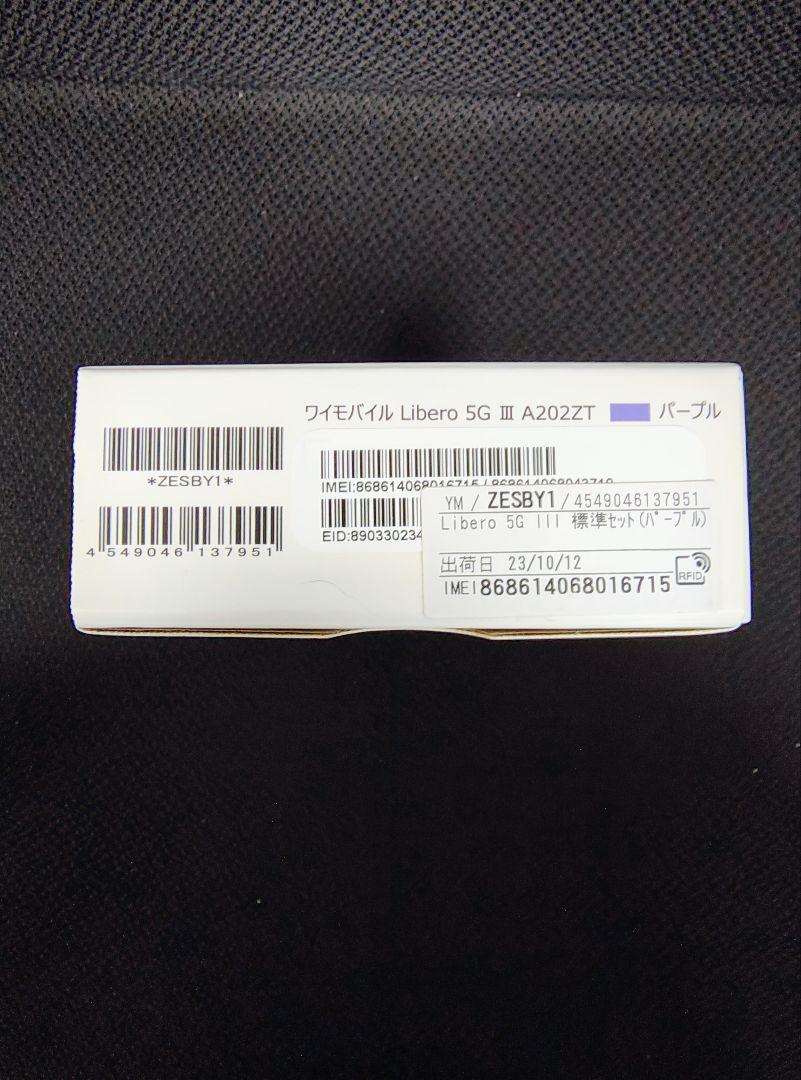 ワイモバイル Libero 5G Ⅲ A202ZT パープル
*ZESBY1*
4 549046 137951
IMEI:868614068016715 /
EID:89033023
YM / ZESBY1 / 4549046137951
Libero 5G III 標準セット(パープル)
出荷日 23/10/12
RFID
IMEI 868614068016715